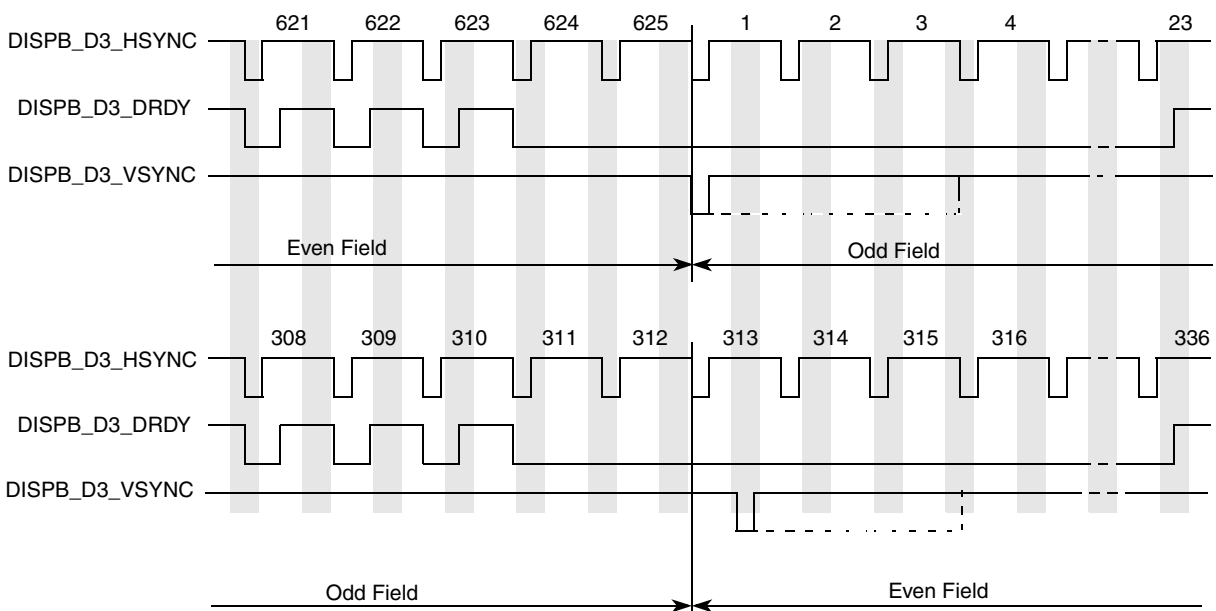 621 622 623 624 625 1 2 3 4 23
DISPB_D3_HSYNC
DISPB_D3_DRDY
DISPB_D3_VSYNC
Even Field Odd Field
308 309 310 311 312 313 314 315 316 336
DISPB_D3_HSYNC
DISPB_D3_DRDY
DISPB_D3_VSYNC
Odd Field Even Field